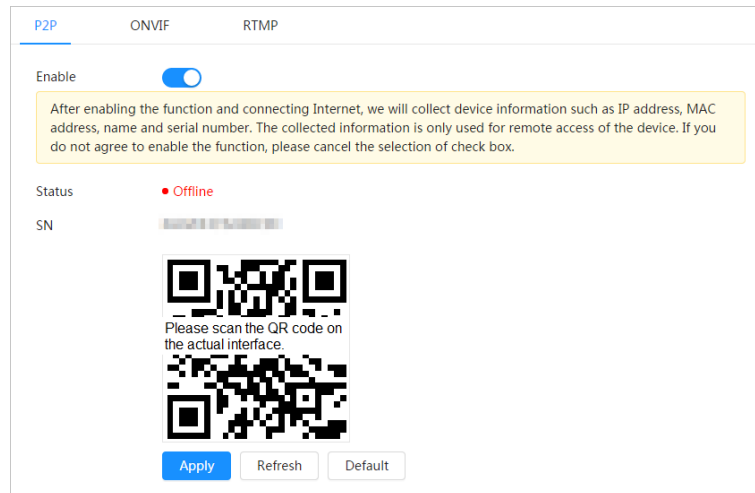 P2P ONVIF RTMP
Enable
After enabling the function and connecting Internet, we will collect device information such as IP address, MAC
address, name and serial number. The collected information is only used for remote access of the device. If you
do not agree to enable the function, please cancel the selection of check box.
Status Offline
SN
Please scan the QR code on
the actual interface.
Apply Refresh Default